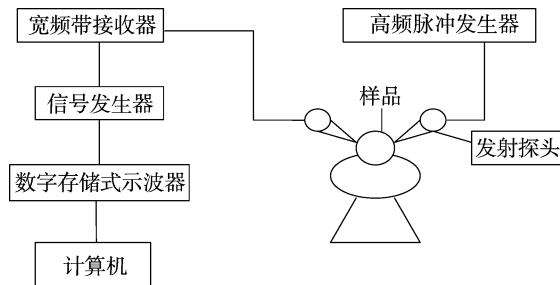 宽频带接收器
高频脉冲发生器
信号发生器
样品
发射探头
数字存储式示波器
计算机